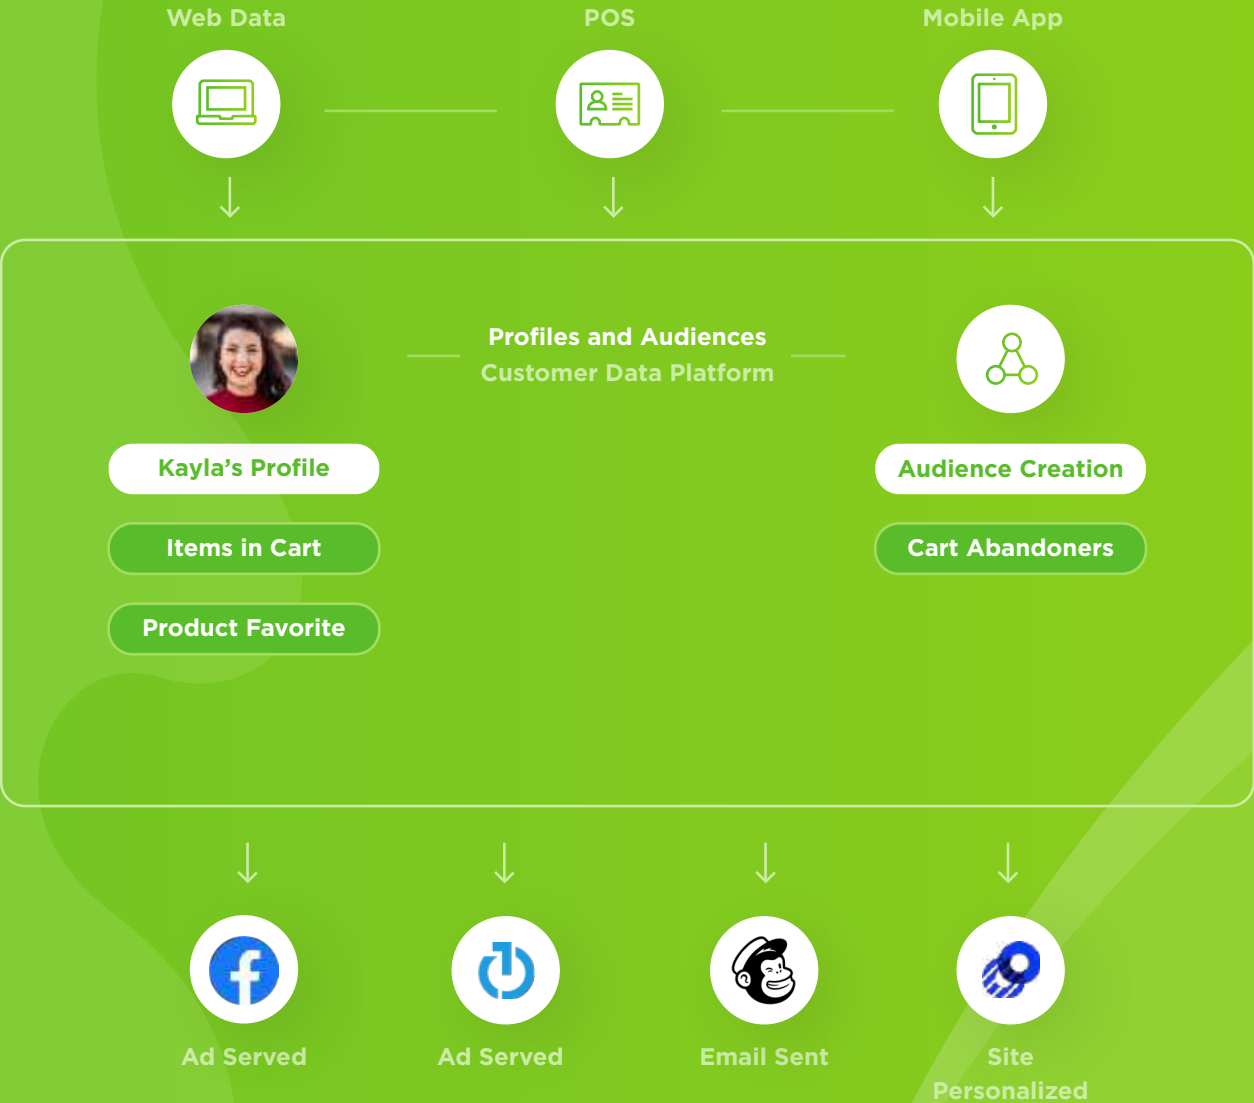 Web Data
POS
Mobile App
Profiles and Audiences
Customer Data Platform
Kayla’s Profile
Audience Creation
Items in Cart
Cart Abandoners
Product Favorite
Ad Served
Ad Served
Email Sent
Site
Personalized